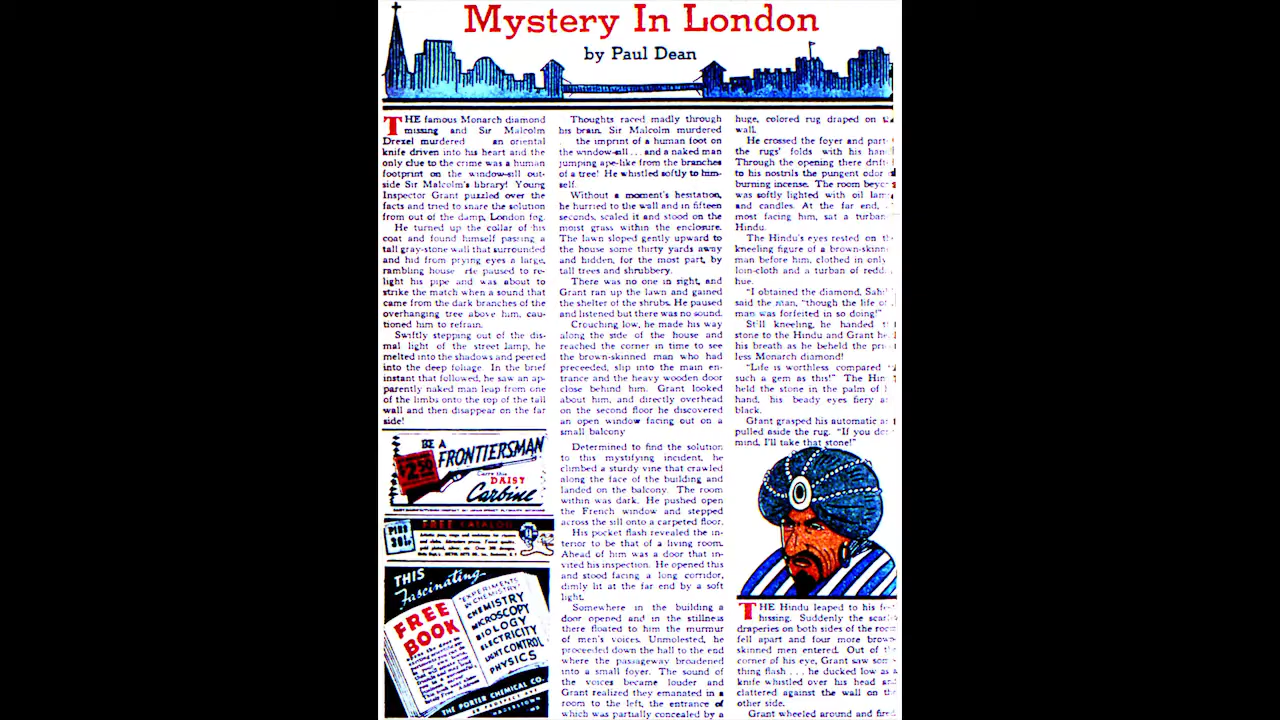 Mystery In London
by Paul Dean
THE famous Monarch diamond
missing and Sir Malcolm
Drexel murdered an oriental
knife driven into his heart and the
only clue to the crime was a human
footprint on the window-sill out-
side Sir Malcolm's library! Young
Inspector Grant puzzled over the
facts and tried to snare the solution
from out of the damp, London fog.
He turned up the collar of his
coat and found himself passing a
tall gray-stone wall that surrounded
and hid from prying eyes a large,
rambling house He paused to re-
light his pipe and was about to
strike the match when a sound that
came from the dark branches of the
overhanging tree above him, cau-
tioned him to refrain.
Swiftly stepping out of the dis-
mal light of the street lamp, he
melted into the shadows and peered
into the deep foliage. In the brief
instant that followed, he saw an ap-
parently naked man leap from one
of the limbs onto the top of the tall
wall and then disappear on the far
side!
BE A
FRONTIERSMAN
$2.50
Carry this
DAISY
Carbine
PINS
30¢
FREE CATALOG
THIS
Fascinating
FREE
BOOK
"EXPERIMENTS
IN CHEMISTRY"
CHEMISTRY
MICROSCOPY
BIOLOGY
ELECTRICITY
LIGHT CONTROL
PHYSICS
THE PORTER CHEMICAL CO.
HAGERSTOWN
MD
Thoughts raced madly through
his brain. Sir Malcolm murdered
the imprint of a human foot on
the window-sill . . . and a naked man
jumping ape-like from the branches
of a tree! He whistled softly to him-
self.
Without a moment's hesitation,
he hurried to the wall and in fifteen
seconds, scaled it and stood on the
moist grass within the enclosure.
The lawn sloped gently upward to
the house some thirty yards away
and hidden, for the most part, by
tall trees and shrubbery.
There was no one in sight, and
Grant ran up the lawn and gained
the shelter of the shrubs. He paused
and listened but there was no sound.
Crouching low, he made his way
along the side of the house and
reached the corner in time to see
the brown-skinned man who had
preceeded, slip into the main en-
trance and the heavy wooden door
close behind him. Grant looked
about him, and directly overhead
on the second floor he discovered
an open window facing out on a
small balcony
Determined to find the solution
to this mystifying incident, he
climbed a sturdy vine that crawled
along the face of the building and
landed on the balcony. The room
within was dark. He pushed open
the French window and stepped
across the sill onto a carpeted floor.
His pocket flash revealed the in-
terior to be that of a living room.
Ahead of him was a door that in-
vited his inspection. He opened this
and stood facing a long corridor,
dimly lit at the far end by a soft
light.
Somewhere in the building a
door opened and in the stillness
there floated to him the murmur
of men's voices. Unmolested, he
proceeded down the hall to the end
where the passageway broadened
into a small foyer. The sound of
the voices became louder and
Grant realized they emanated in a
room to the left, the entrance of
which was partially concealed by a
huge, colored rug draped on
wall.
He crossed the foyer and part
the rugs' folds with his han
Through the opening there drift
to his nostrils the pungent odor
burning incense. The room beyo
was softly lighted with oil lam
and candles. At the far end,
most facing him, sat a turban
Hindu.
The Hindu's eyes rested on th
kneeling figure of a brown-skinn
man before him, clothed in only
loin-cloth and a turban of redd
hue.
"I obtained the diamond, Sahi
said the man, "though the life o
man was forfeited in so doing!"
Still kneeling, he handed t
stone to the Hindu and Grant he
his breath as he beheld the pri
less Monarch diamond!
"Life is worthless compared
such a gem as this!" The Hin
held the stone in the palm of
hand, his beady eyes fiery a
black.
Grant grasped his automatic a
pulled aside the rug. "If you do
mind, I'll take that stone!"
THE Hindu leaped to his fe
hissing. Suddenly the scarl
draperies on both sides of the roo
fell apart and four more brow
skinned men entered. Out of
corner of his eye, Grant saw som
thing flash . . . he ducked low as
knife whistled over his head an
clattered against the wall on the
other side.
Grant wheeled around and fired